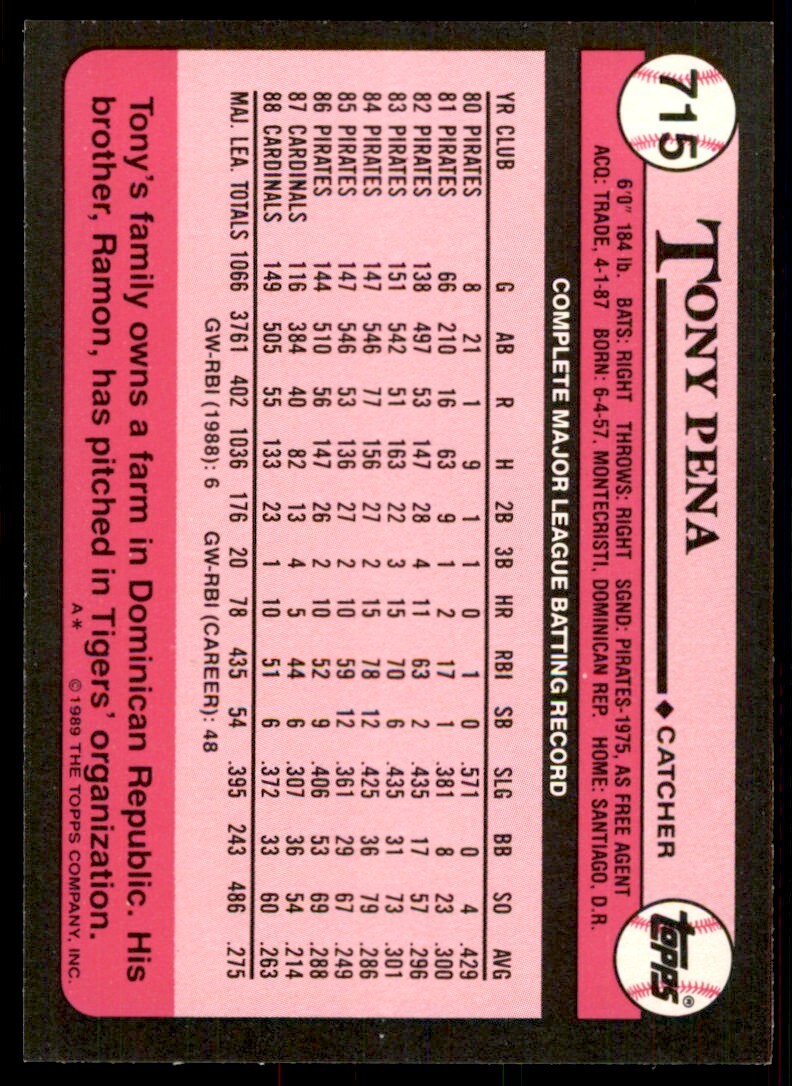 715
TONY PENA
◆ CATCHER
topps®
6'0" 184 lb. BATS: RIGHT THROWS: RIGHT SGND: PIRATES-1975, AS FREE AGENT
ACQ: TRADE, 4-1-87 BORN: 6-4-57, MONTECRISTI, DOMINICAN REP. HOME: SANTIAGO, D.R.
COMPLETE MAJOR LEAGUE BATTING RECORD
YR CLUB G AB R H 2B 3B HR RBI SB SLG BB SO AVG
80 PIRATES 8 21 1 9 1 1 0 1 0 .571 0 4 .429
81 PIRATES 66 210 16 63 9 1 2 17 1 .381 8 23 .300
82 PIRATES 138 497 53 147 28 4 11 63 2 .435 17 57 .296
83 PIRATES 151 542 51 163 22 3 15 70 6 .435 31 73 .301
84 PIRATES 147 546 77 156 27 2 15 78 12 .425 36 79 .286
85 PIRATES 147 546 53 136 27 2 10 59 12 .361 29 67 .249
86 PIRATES 144 510 56 147 26 2 10 52 9 .406 53 69 .288
87 CARDINALS 116 384 40 82 13 4 5 44 6 .307 36 54 .214
88 CARDINALS 149 505 55 133 23 1 10 51 6 .372 33 60 .263
MAJ. LEA. TOTALS 1066 3761 402 1036 176 20 78 435 54 .395 243 486 .275
GW-RBI (1988): 6 GW-RBI (CAREER): 48
Tony's family owns a farm in Dominican Republic. His
brother, Ramon, has pitched in Tigers' organization.
A* © 1989 THE TOPPS COMPANY, INC.